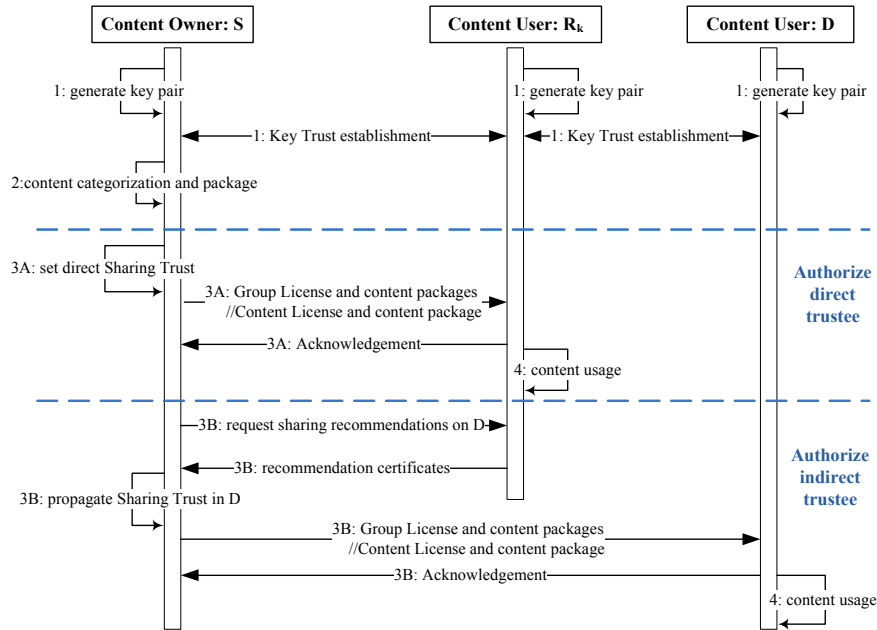 Content Owner: S
Content User: Rk
Content User: D
1: generate key pair
1: generate key pair
1: generate key pair
1: Key Trust establishment
1: Key Trust establishment
2:content categorization and package
3A: set direct Sharing Trust
3A: Group License and content packages
//Content License and content package
Authorize
direct
trustee
3A: Acknowledgement
4: content usage
3B: request sharing recommendations on D
3B: recommendation certificates
Authorize
indirect
trustee
3B: propagate Sharing Trust in D
3B: Group License and content packages
//Content License and content package
3B: Acknowledgement
4: content usage